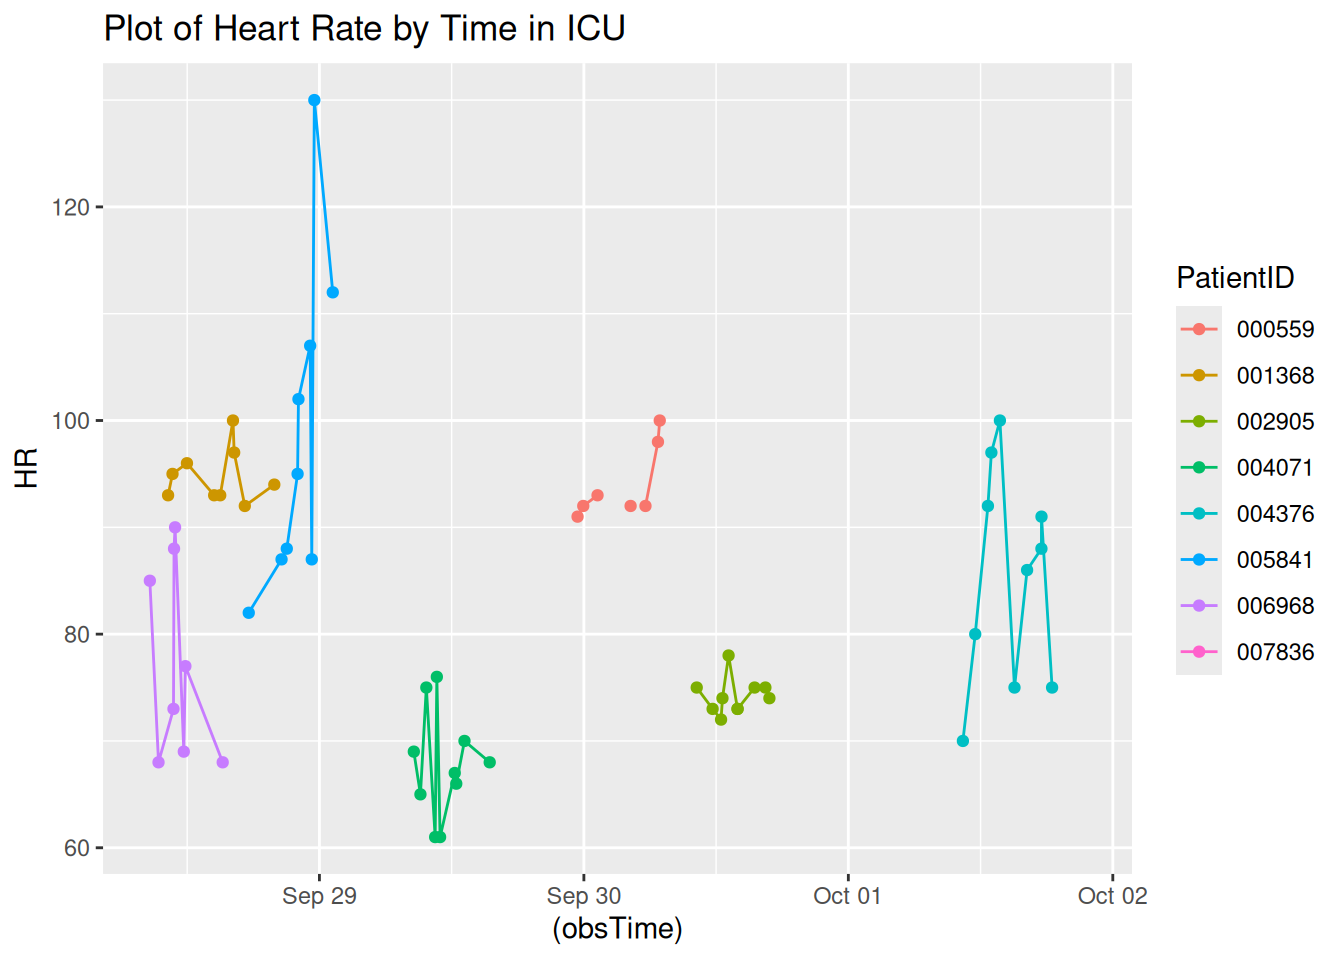 Plot of Heart Rate by Time in ICU
HR
120
100
80
60
Sep 29
Sep 30
Oct 01
Oct 02
(obsTime)
PatientID
000559
001368
002905
004071
004376
005841
006968
007836